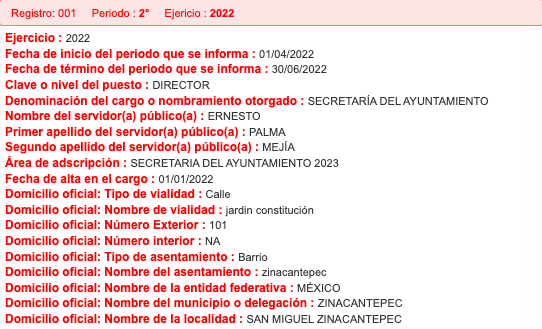 Registro: 001 Periodo : 2° Ejericio : 2022
Ejercicio : 2022
Fecha de inicio del periodo que se informa : 01/04/2022
Fecha de término del periodo que se informa : 30/06/2022
Clave o nivel del puesto : DIRECTOR
Denominación del cargo o nombramiento otorgado : SECRETARÍA DEL AYUNTAMIENTO
Nombre del servidor(a) público(a) : ERNESTO
Primer apellido del servidor(a) público(a) : PALMA
Segundo apellido del servidor(a) público(a) : MEJÍA
Área de adscripción : SECRETARIA DEL AYUNTAMIENTO 2023
Fecha de alta en el cargo : 01/01/2022
Domicilio oficial: Tipo de vialidad : Calle
Domicilio oficial: Nombre de vialidad : jardin constitución
Domicilio oficial: Número Exterior : 101
Domicilio oficial: Número interior : NA
Domicilio oficial: Tipo de asentamiento : Barrio
Domicilio oficial: Nombre del asentamiento : zinacantepec
Domicilio oficial: Nombre de la entidad federativa : MÉXICO
Domicilio oficial: Nombre del municipio o delegación : ZINACANTEPEC
Domicilio oficial: Nombre de la localidad : SAN MIGUEL ZINACANTEPEC